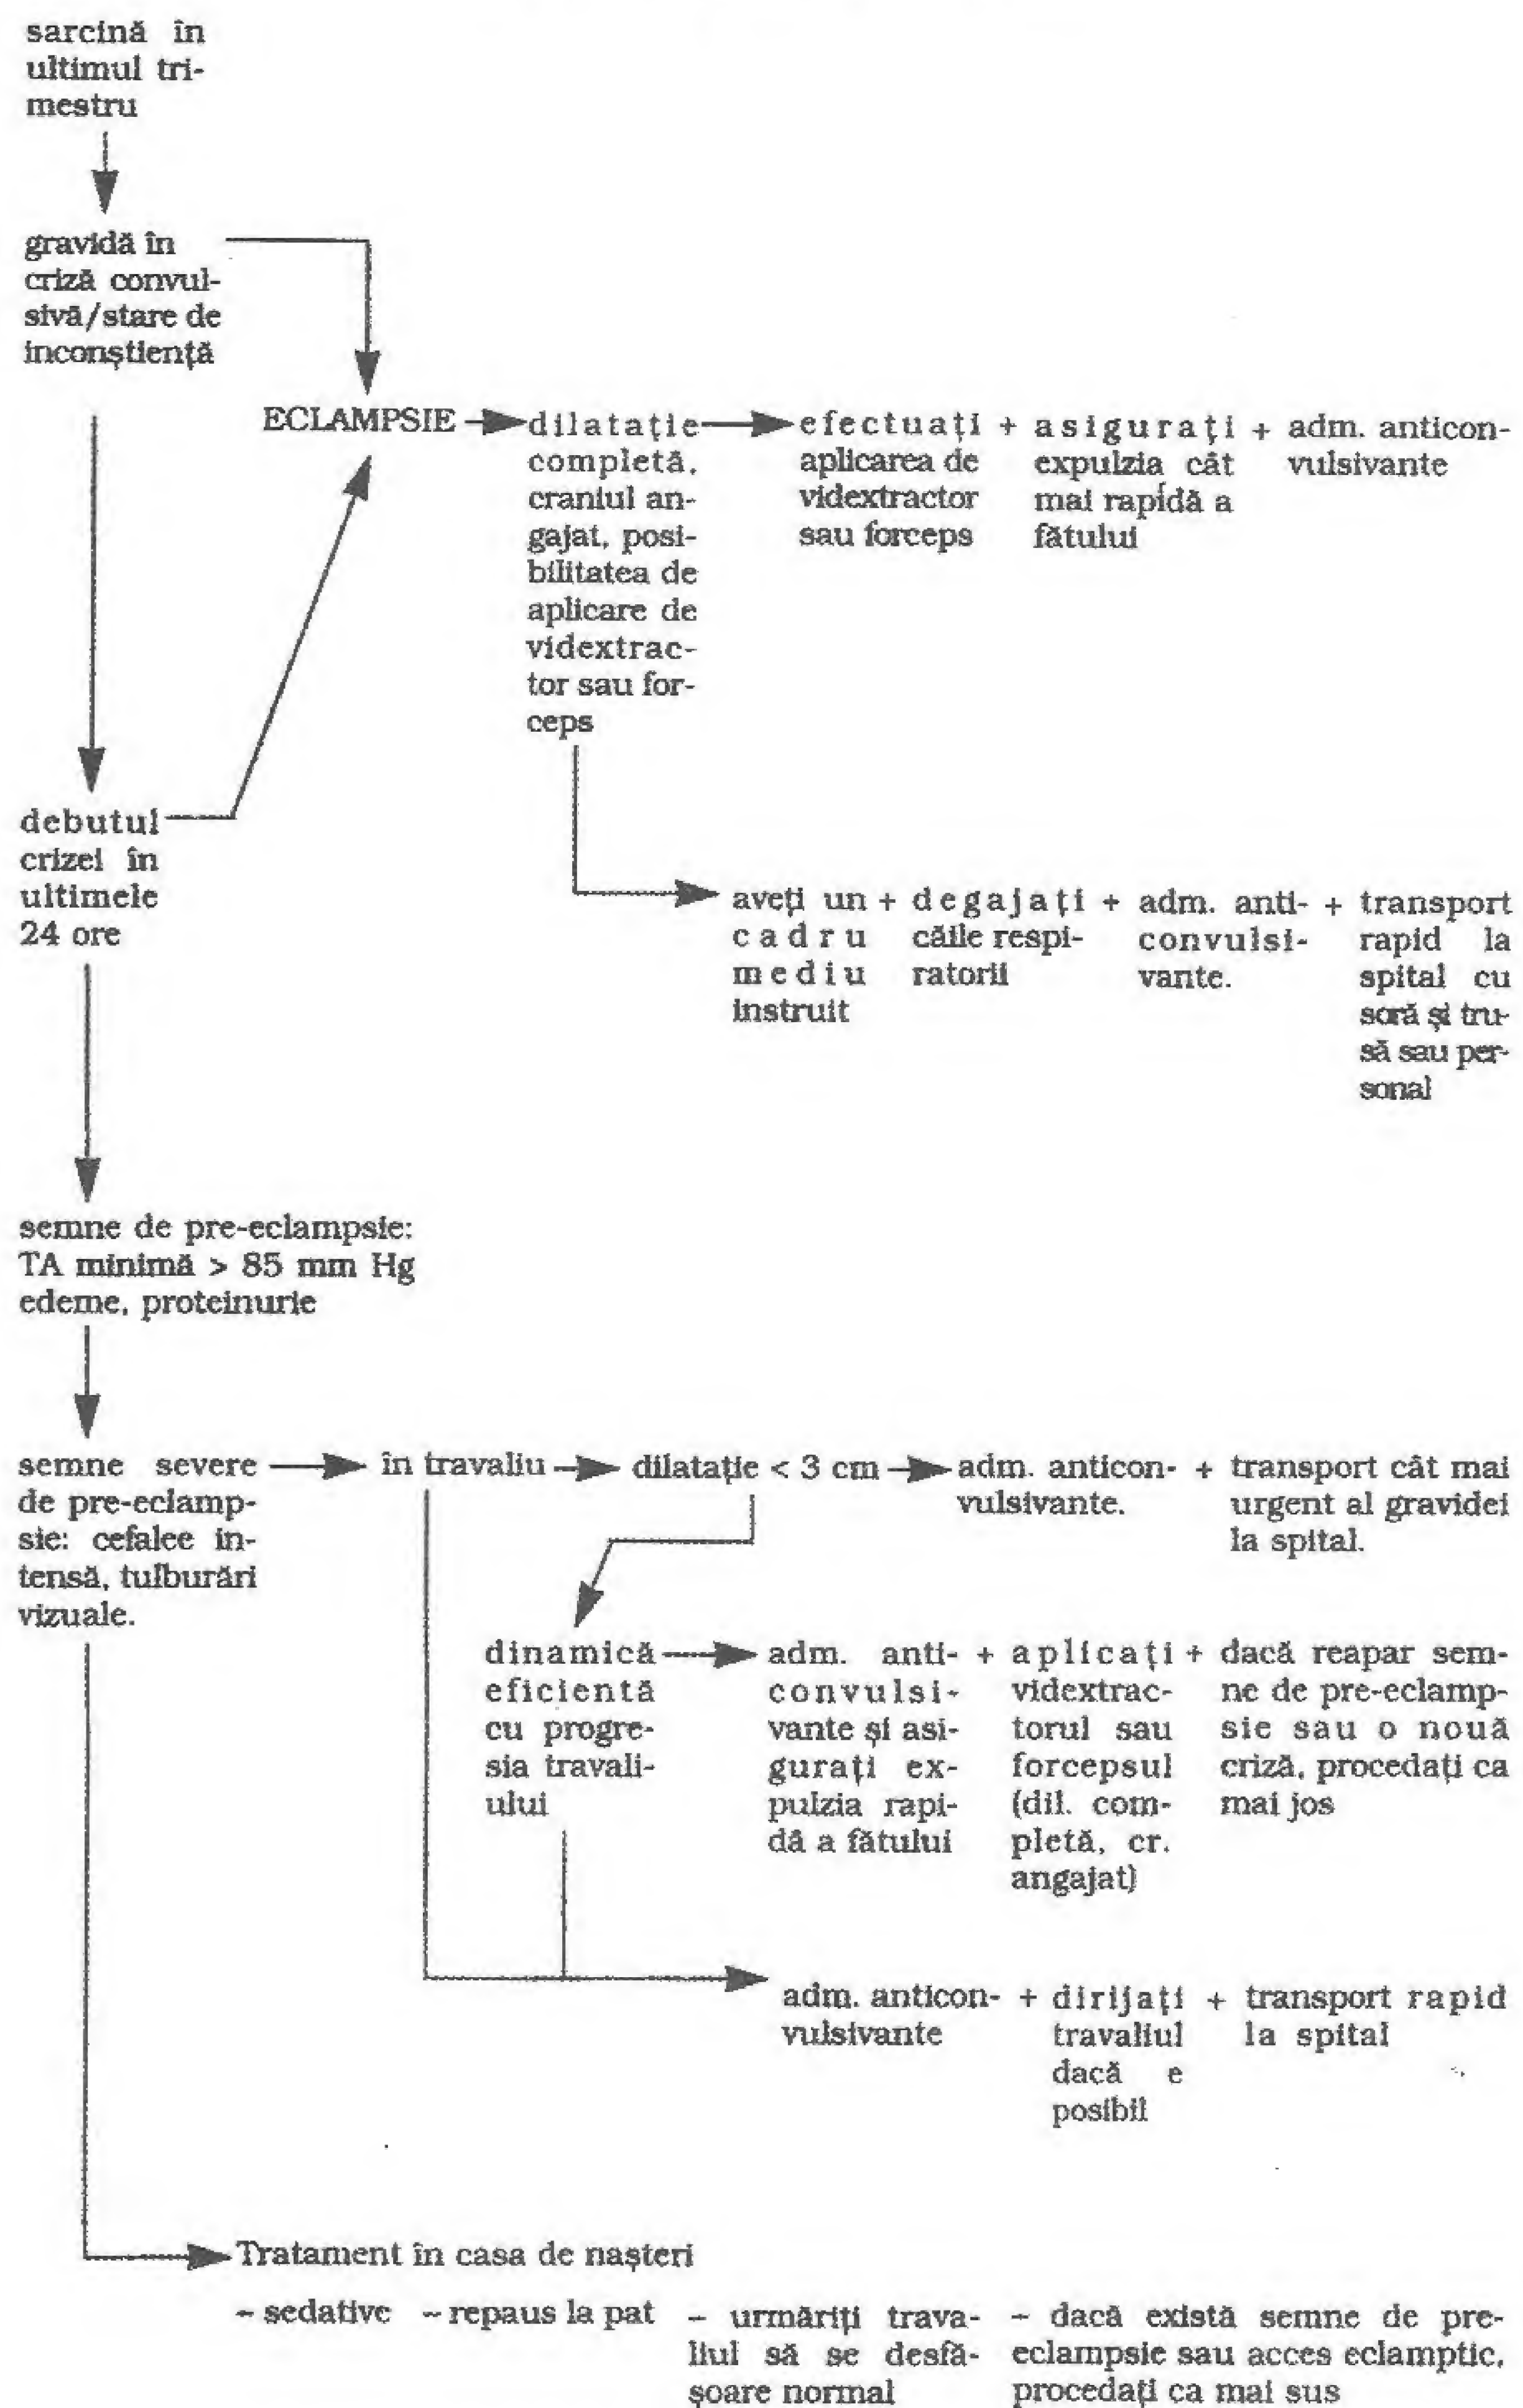 sarcină în
ultimul tri-
mestru
gravidă în
criză convul-
sivă/stare de
inconştienţă
ECLAMPSIE
dilataţie
completă,
craniul an-
gajat, posi-
bilitatea de
aplicare de
vidextrac-
tor sau for-
ceps
efectuaţi +
aplicarea de
vidextractor
sau forceps
asiguraţi +
expulzia cât
mai rapidă a
fătului
adm. anticon-
vulsivante
debutul
crizei în
ultimele
24 ore
aveţi un +
cadru
mediu
instruit
degajaţi +
căile respi-
ratorii
adm. anti- +
convulsi-
vante.
transport
rapid la
spital cu
soră şi tru-
să sau per-
sonal
semne de pre-eclampsie:
TA minimă > 85 mm Hg
edeme, proteinurie
semne severe
de pre-eclamp-
sie: cefalee in-
tensă, tulburări
vizuale.
în travaliu
dilataţie < 3 cm
adm. anticon- +
vulsivante.
transport cât mai
urgent al gravidei
la spital.
dinamică
eficientă
cu progre-
sia travali-
ului
adm. anti- +
convulsi-
vante şi asi-
guraţi ex-
pulzia rapi-
dă a fătului
aplicaţi +
vidextrac-
torul sau
forcepsul
(dil. com-
pletă, cr.
angajat)
dacă reapar sem-
ne de pre-eclamp-
sie sau o nouă
criză, procedaţi ca
mai jos
adm. anticon- +
vulsivante
dirijaţi +
travaliul
dacă e
posibil
transport rapid
la spital
Tratament în casa de naşteri
- sedative
- repaus la pat
- urmăriţi trava-
liul să se desfă-
şoare normal
- dacă există semne de pre-
eclampsie sau acces eclamptic,
procedaţi ca mai sus